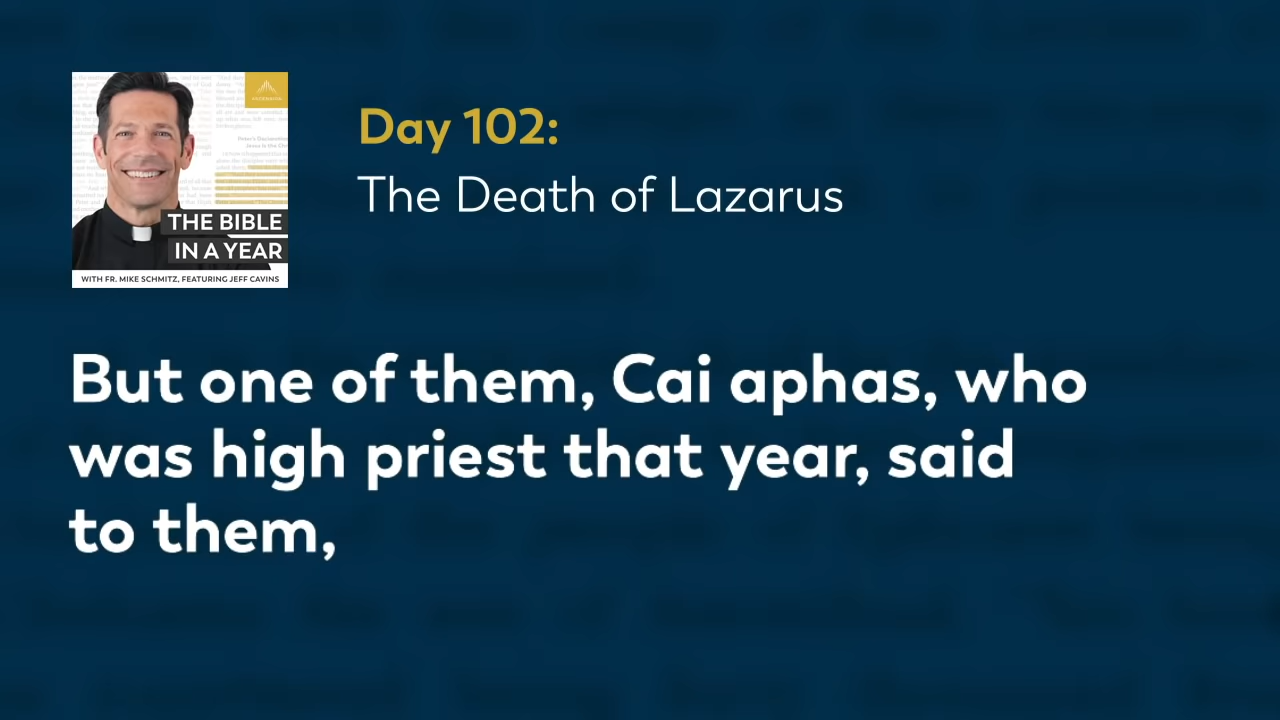 Day 102:
The Death of Lazarus
ASCENSION
THE BIBLE
IN A YEAR
WITH FR. MIKE SCHMITZ, FEATURING JEFF CAVINS
But one of them, Cai aphas, who
was high priest that year, said
to them,